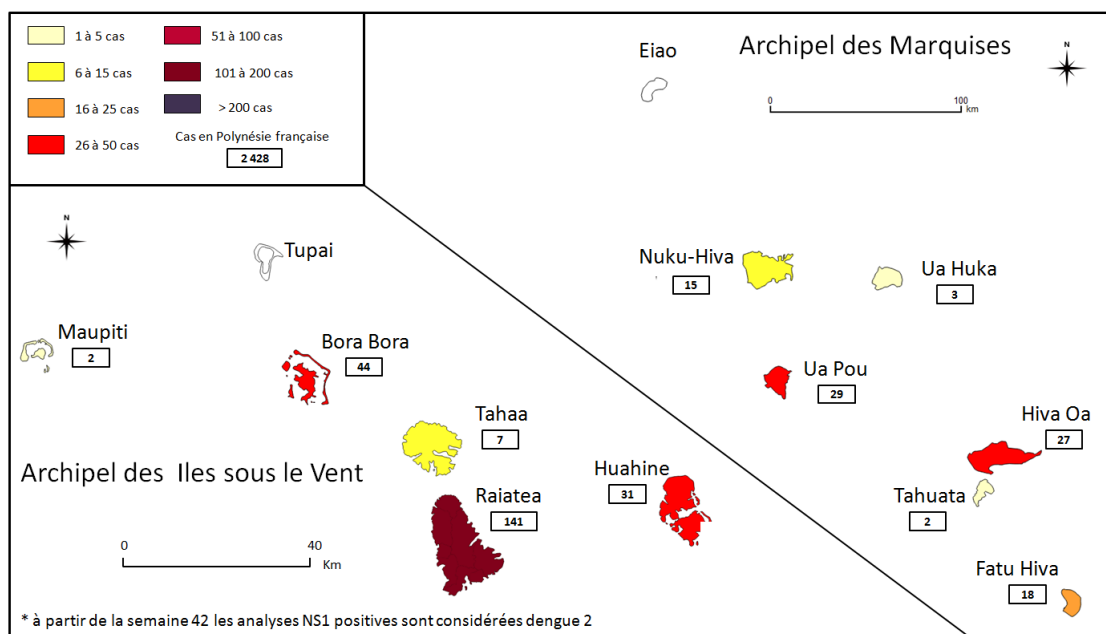 1 à 5 cas
6 à 15 cas
16 à 25 cas
26 à 50 cas
51 à 100 cas
101 à 200 cas
> 200 cas
Cas en Polynésie française
2 428
Archipel des Marquises
N
0 100
km
Eiao
Nuku-Hiva
15
Ua Huka
3
Ua Pou
29
Hiva Oa
27
Tahuata
2
Fatu Hiva
18
N
Tupai
Maupiti
2
Bora Bora
44
Tahaa
7
Archipel des Iles sous le Vent
Raiatea
141
Huahine
31
0 40
Km
* à partir de la semaine 42 les analyses NS1 positives sont considérées dengue 2